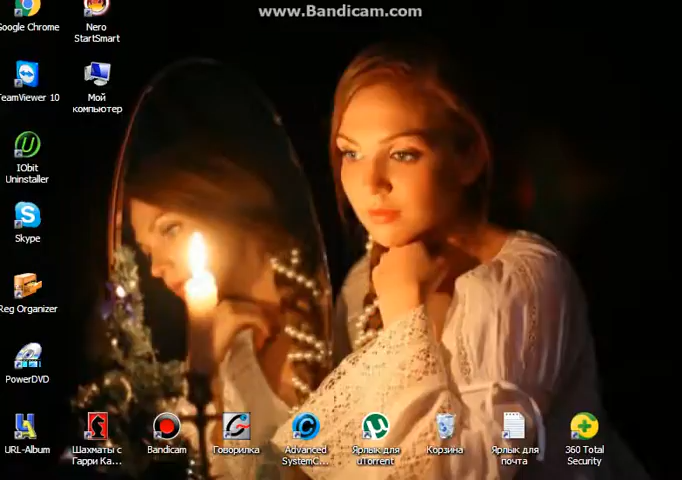 www.Bandicam.com
Google Chrome
Nero
StartSmart
TeamViewer 10
Мой
компьютер
IObit
Uninstaller
Skype
Reg Organizer
PowerDVD
URL-Album
Шахматы с
Гарри Ка...
Bandicam
Говорилка
Advanced
SystemC...
Ярлык для
uTorrent
Корзина
Ярлык для
почта
360 Total
Security